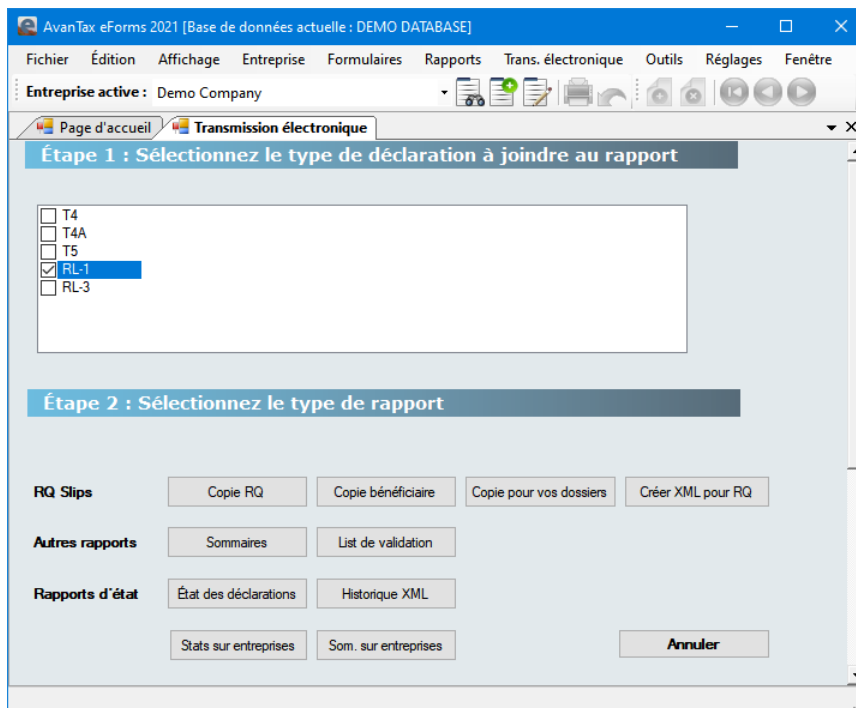 AvanTax eForms 2021 [Base de données actuelle : DEMO DATABASE]
Fichier Édition Affichage Entreprise Formulaires Rapports Trans. électronique Outils Réglages Fenêtre
Entreprise active : Demo Company
Page d'accueil Transmission électronique
Étape 1 : Sélectionnez le type de déclaration à joindre au rapport
T4
T4A
T5
RL-1
RL-3
Étape 2 : Sélectionnez le type de rapport
RQ Slips Copie RQ Copie bénéficiaire Copie pour vos dossiers Créer XML pour RQ
Autres rapports Sommaires List de validation
Rapports d'état État des déclarations Historique XML
Stats sur entreprises Som. sur entreprises Annuler